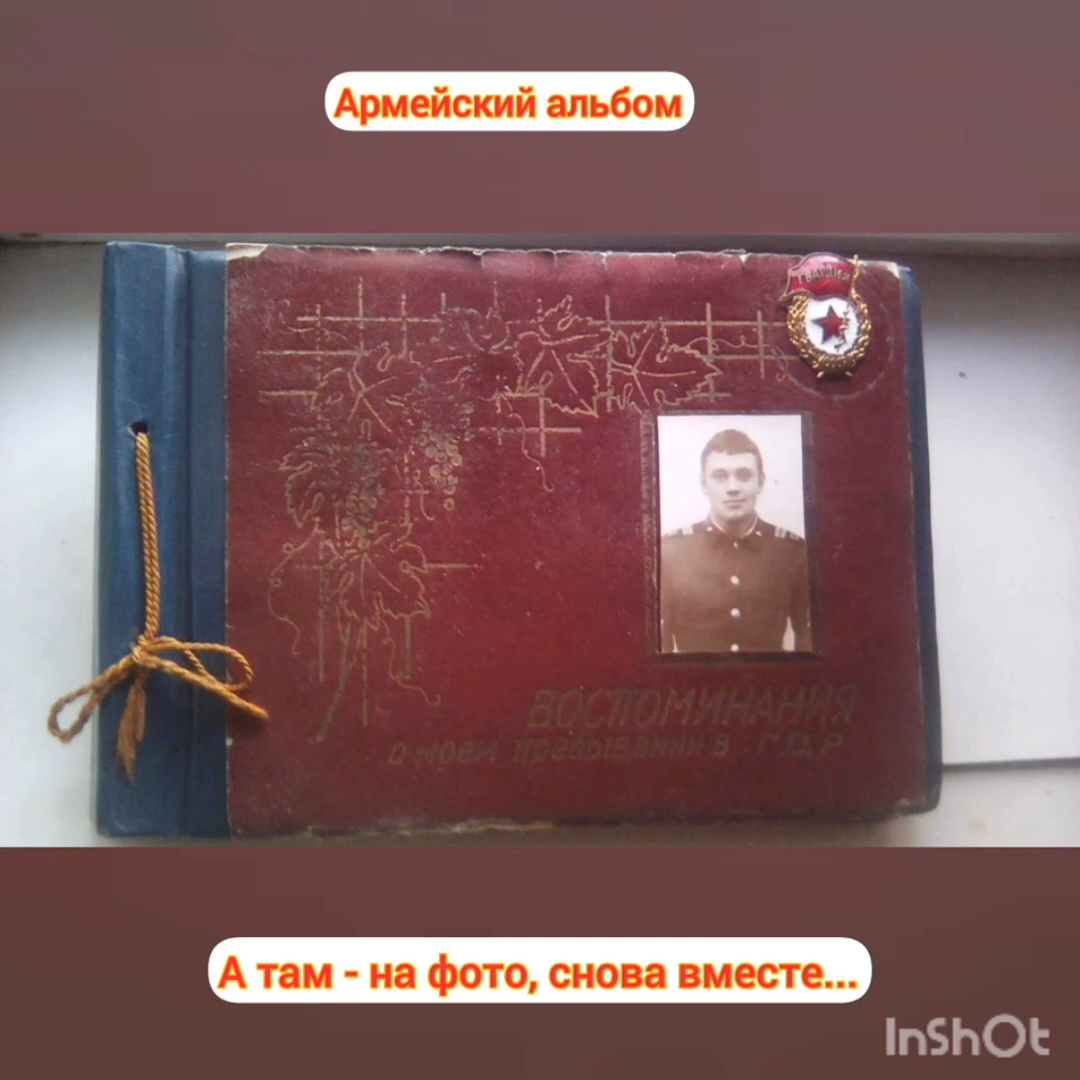 Армейский альбом
ГВАРДИЯ
ВОСПОМИНАНИЯ
о моем пребывании в ГДР
А там - на фото, снова вместе...
InShOt